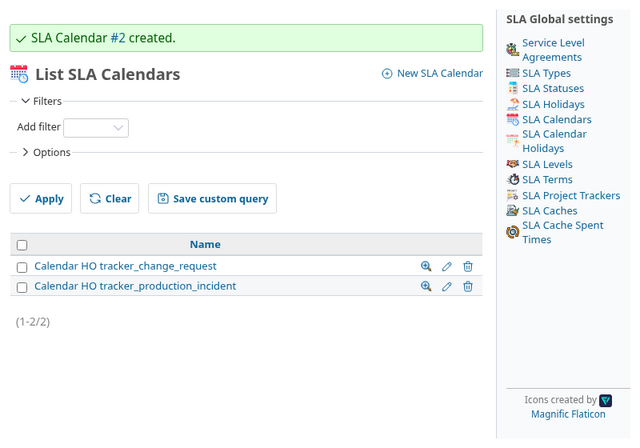 SLA Calendar #2 created.
List SLA Calendars
New SLA Calendar
Filters
Add filter
Options
Apply
Clear
Save custom query
Name
Calendar HO tracker_change_request
Calendar HO tracker_production_incident
(1-2/2)
SLA Global settings
Service Level
Agreements
SLA Types
SLA Statuses
SLA Holidays
SLA Calendars
SLA Calendar
Holidays
SLA Levels
SLA Terms
SLA Project Trackers
SLA Caches
SLA Cache Spent
Times
Icons created by
Magnific Flaticon